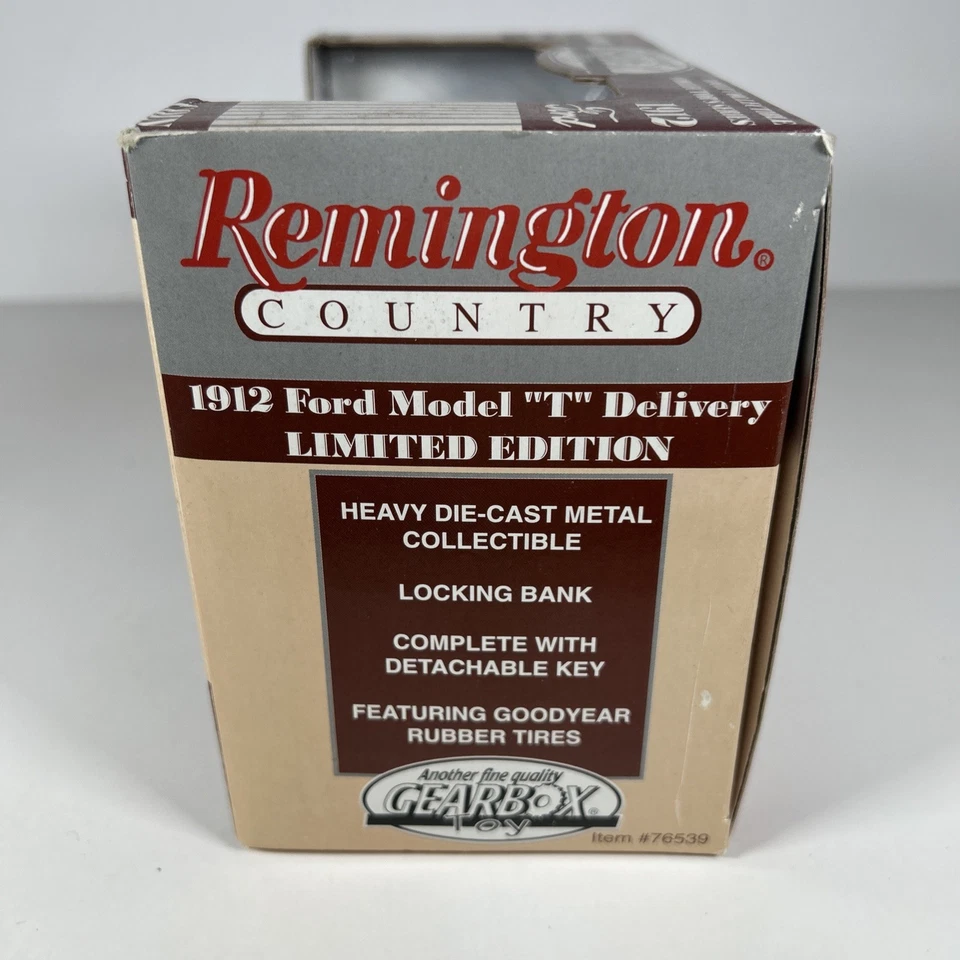 1912
Remington®
COUNTRY
1912 Ford Model "T" Delivery
LIMITED EDITION
HEAVY DIE-CAST METAL
COLLECTIBLE
LOCKING BANK
COMPLETE WITH
DETACHABLE KEY
FEATURING GOODYEAR
RUBBER TIRES
Another fine quality
GEARBOX®
TOY
Item #76539